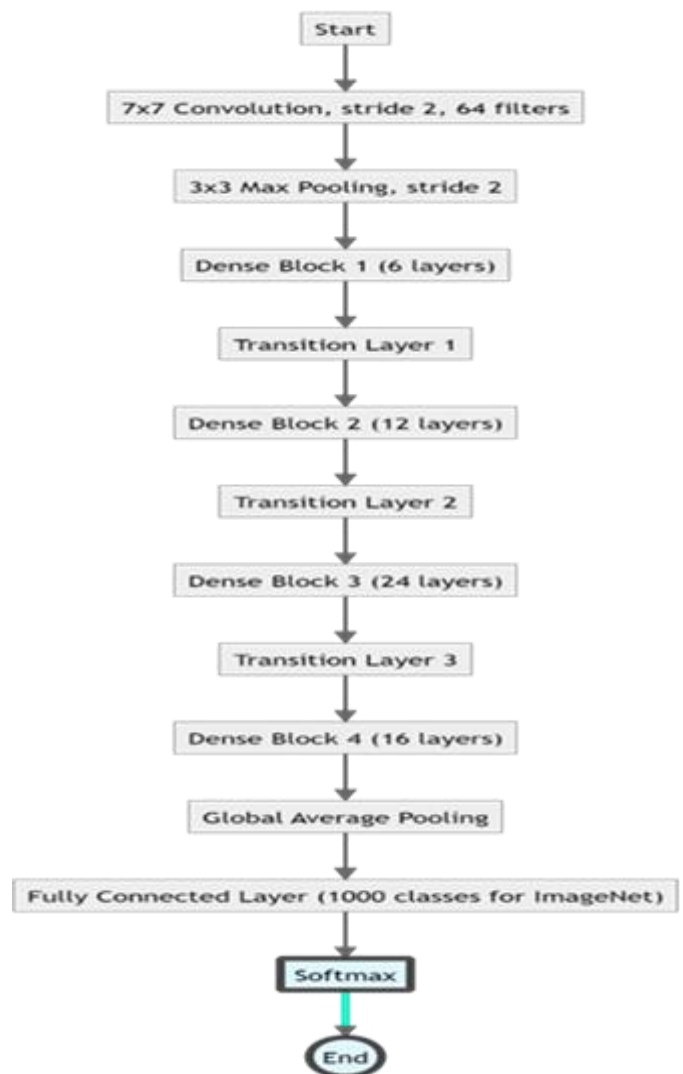 Start
7x7 Convolution, stride 2, 64 filters
3x3 Max Pooling, stride 2
Dense Block 1 (6 layers)
Transition Layer 1
Dense Block 2 (12 layers)
Transition Layer 2
Dense Block 3 (24 layers)
Transition Layer 3
Dense Block 4 (16 layers)
Global Average Pooling
Fully Connected Layer (1000 classes for ImageNet)
Softmax
End